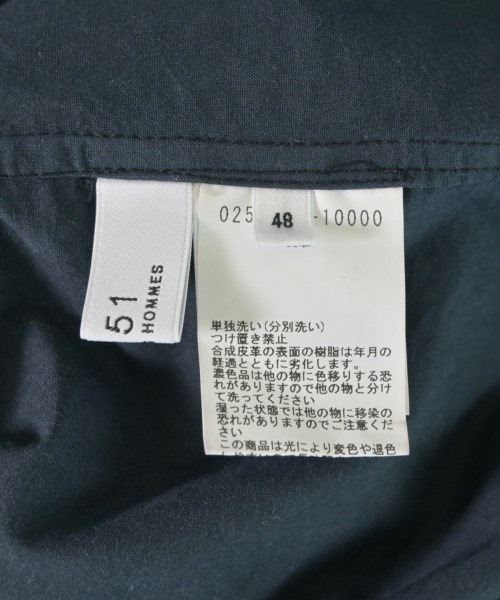 51
HOMMES
025
48
-10000
単独洗い(分別洗い)
つけ置き禁止
合成皮革の表面の樹脂は年月の
経過とともに劣化します。
濃色品は他の物に色移りする恐
れがありますので他の物と分け
て洗ってください
湿った状態では他の物に移染の
恐れがありますのでご注意くださ
い
この商品は光により変色や退色